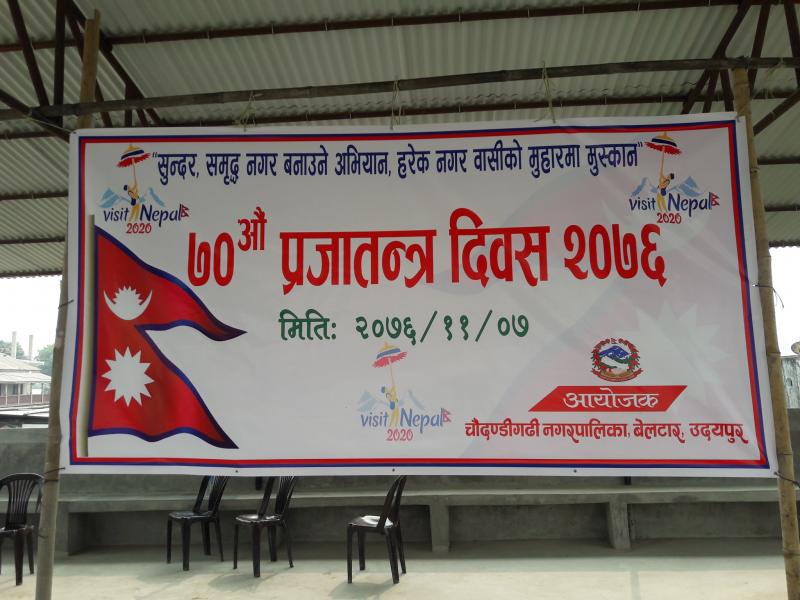 "सुन्दर, समृद्ध नगर बनाउने अभियान, हरेक नगर वासीको मुहारमा मुस्कान"
visit Nepal
2020
visit Nepal
2020
७०औं प्रजातन्त्र दिवस २०७६
मिति: २०७६/११/०७
visit Nepal
2020
आयोजक
चौदण्डीगढी नगरपालिका, बेलटार, उदयपुर